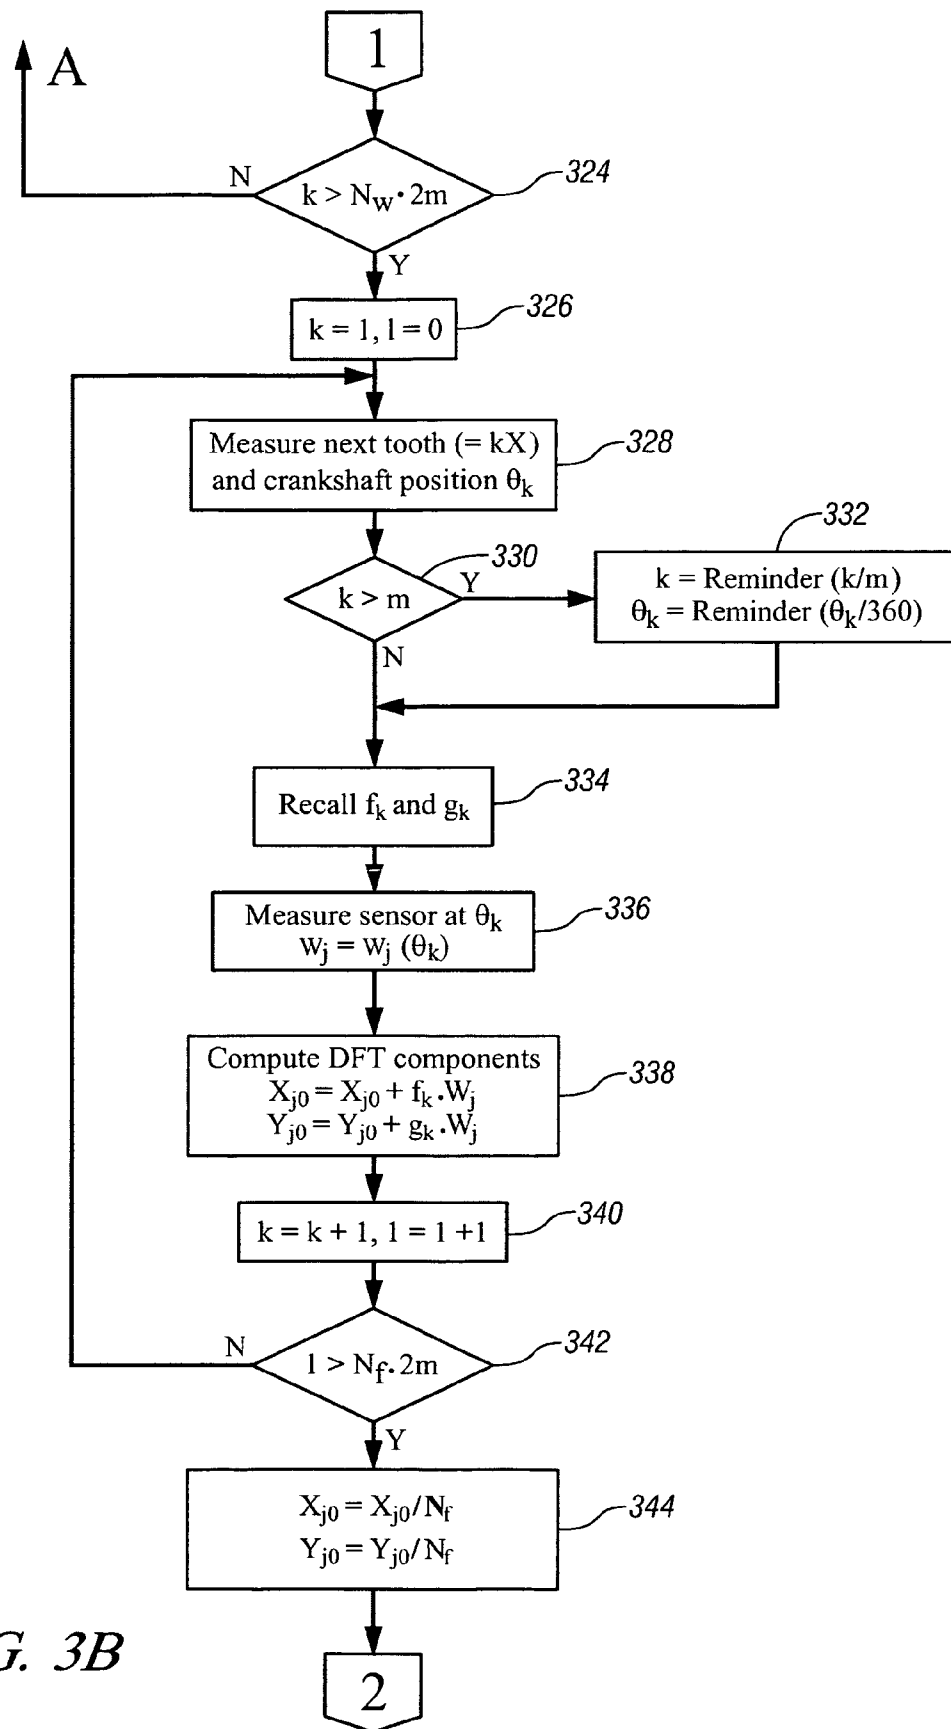 1
A
N
k > N_w · 2m
324
Y
k = 1, l = 0
326
Measure next tooth (= kX)
and crankshaft position θ_k
328
k > m
330
Y
N
332
k = Reminder (k/m)
θ_k = Reminder (θ_k/360)
Recall f_k and g_k
334
Measure sensor at θ_k
W_j = W_j (θ_k)
336
Compute DFT components
X_j0 = X_j0 + f_k . W_j
Y_j0 = Y_j0 + g_k . W_j
338
k = k + 1, l = l +1
340
N
l > N_f . 2m
342
Y
X_j0 = X_j0 / N_f
Y_j0 = Y_j0 / N_f
344
G. 3B
2